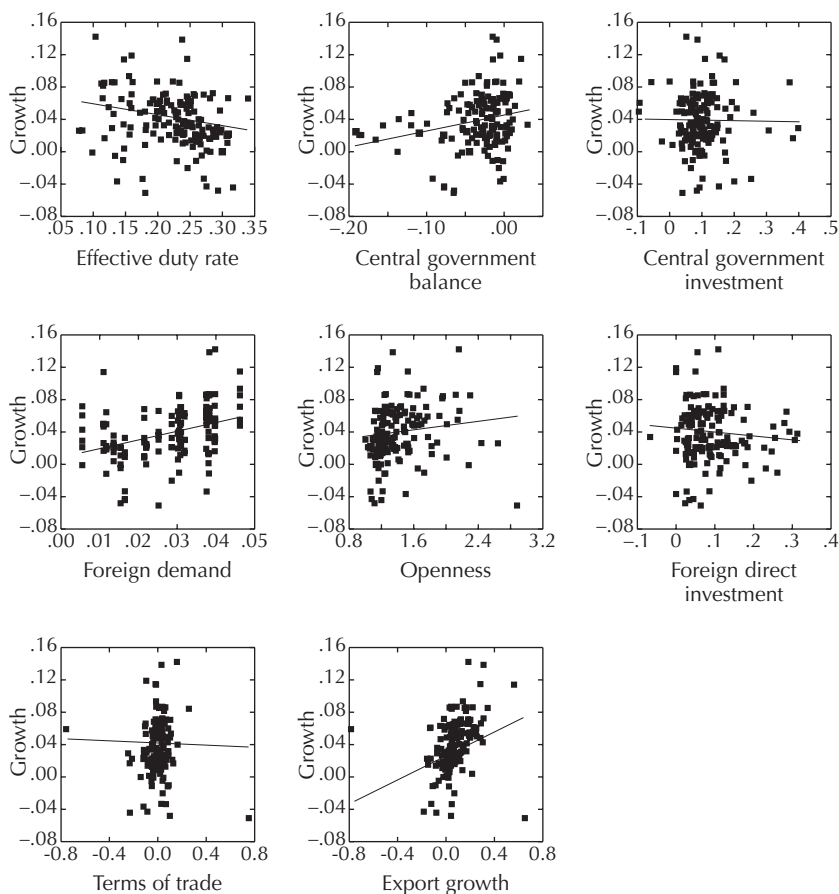 .16
.12
.08
.04
.00
−.04
−.08
Growth
.05 .10 .15 .20 .25 .30 .35
Effective duty rate
.16
.12
.08
.04
.00
−.04
−.08
Growth
−.20 −.10 .00
Central government
balance
.16
.12
.08
.04
.00
−.04
−.08
Growth
−.1 0 .1 .2 .3 .4 .5
Central government
investment
.16
.12
.08
.04
.00
−.04
−.08
Growth
.00 .01 .02 .03 .04 .05
Foreign demand
.16
.12
.08
.04
.00
−.04
−.08
Growth
0.8 1.6 2.4 3.2
Openness
.16
.12
.08
.04
.00
−.04
−.08
Growth
−.1 0 .1 .2 .3 .4
Foreign direct
investment
.16
.12
.08
.04
.00
−.04
−.08
Growth
-0.8 -0.4 0.0 0.4 0.8
Terms of trade
.16
.12
.08
.04
.00
−.04
−.08
Growth
-0.8 -0.4 0.0 0.4 0.8
Export growth